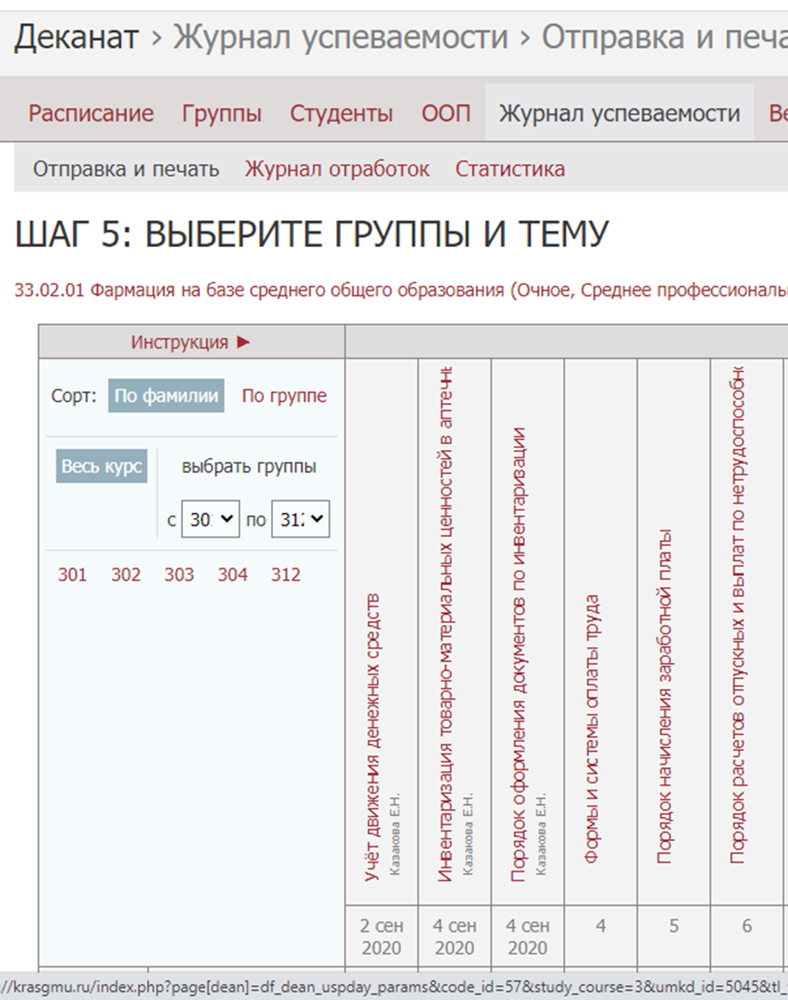 Деканат › Журнал успеваемости › Отправка и печа
Расписание Группы Студенты ООП Журнал успеваемости Ве
Отправка и печать Журнал отработок Статистика
ШАГ 5: ВЫБЕРИТЕ ГРУППЫ И ТЕМУ
33.02.01 Фармация на базе среднего общего образования (Очное, Среднее профессиональ
Инструкция ►
Сорт: По фамилии По группе
Весь курс выбрать группы
с 30 по 312
301 302 303 304 312
Учёт движения денежных средств
Казакова Е.Н.
Инвентаризация товарно-материальных ценностей в аптечны
Казакова Е.Н.
Порядок оформления документов по инвентаризации
Казакова Е.Н.
Формы и системы оплаты труда
Порядок начисления заработной платы
Порядок расчетов отпускных и выплат по нетрудоспособно
2 сен 4 сен 4 сен 4 5 6
2020 2020 2020
://krasgmu.ru/index.php?page[dean]=df_dean_uspday_params&code_id=57&study_course=3&umkd_id=5045&tl_